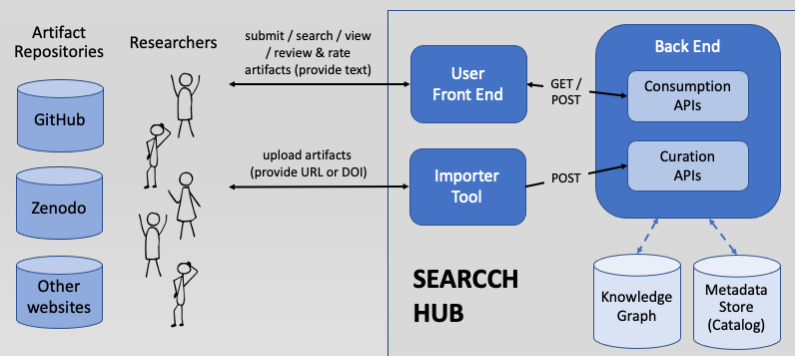 Artifact
Repositories
GitHub
Zenodo
Other
websites
Researchers
submit / search / view
/ review & rate
artifacts (provide text)
upload artifacts
(provide URL or DOI)
User
Front End
Importer
Tool
GET /
POST
POST
Back End
Consumption
APIs
Curation
APIs
SEARCCH
HUB
Knowledge
Graph
Metadata
Store
(Catalog)